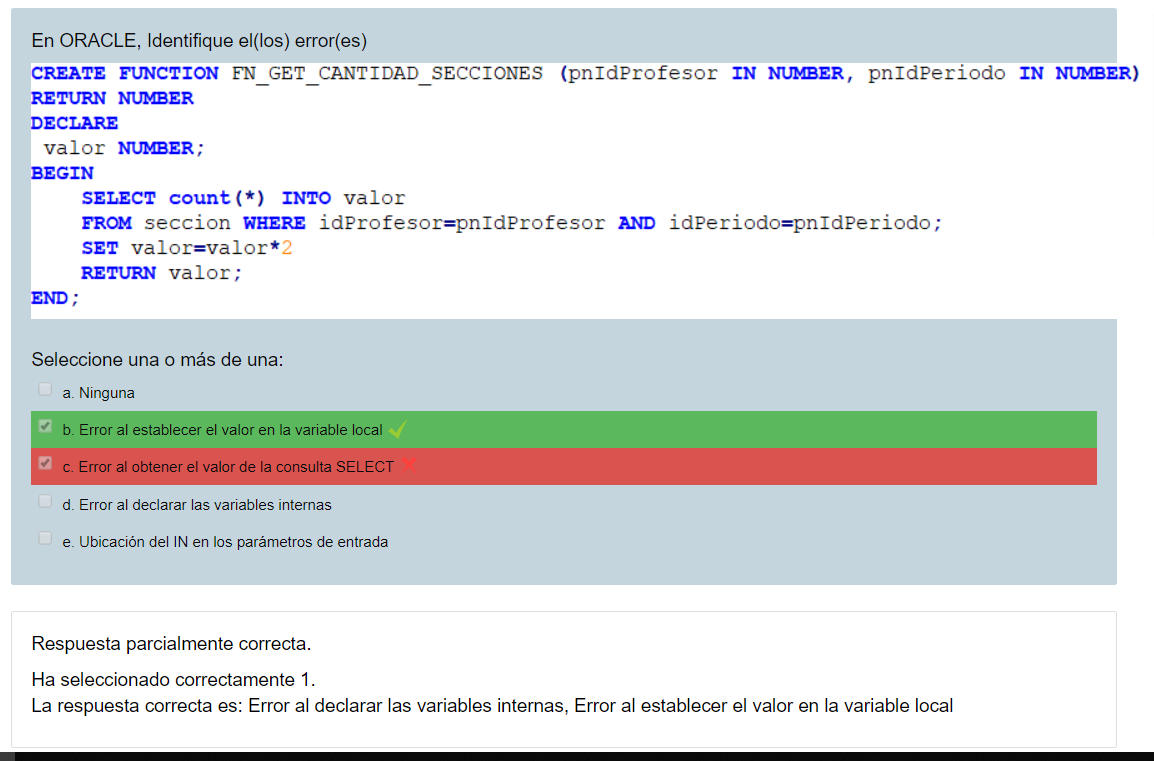 En ORACLE, Identifique el(los) error(es)
CREATE FUNCTION FN_GET_CANTIDAD_SECCIONES (pnIdProfesor IN NUMBER, pnIdPeriodo IN NUMBER)
RETURN NUMBER
DECLARE
valor NUMBER;
BEGIN
SELECT count(*) INTO valor
FROM seccion WHERE idProfesor=pnIdProfesor AND idPeriodo=pnIdPeriodo;
SET valor=valor*2
RETURN valor;
END;
Seleccione una o más de una:
a. Ninguna
b. Error al establecer el valor en la variable local
c. Error al obtener el valor de la consulta SELECT
d. Error al declarar las variables internas
e. Ubicación del IN en los parámetros de entrada
Respuesta parcialmente correcta.
Ha seleccionado correctamente 1.
La respuesta correcta es: Error al declarar las variables internas, Error al establecer el valor en la variable local